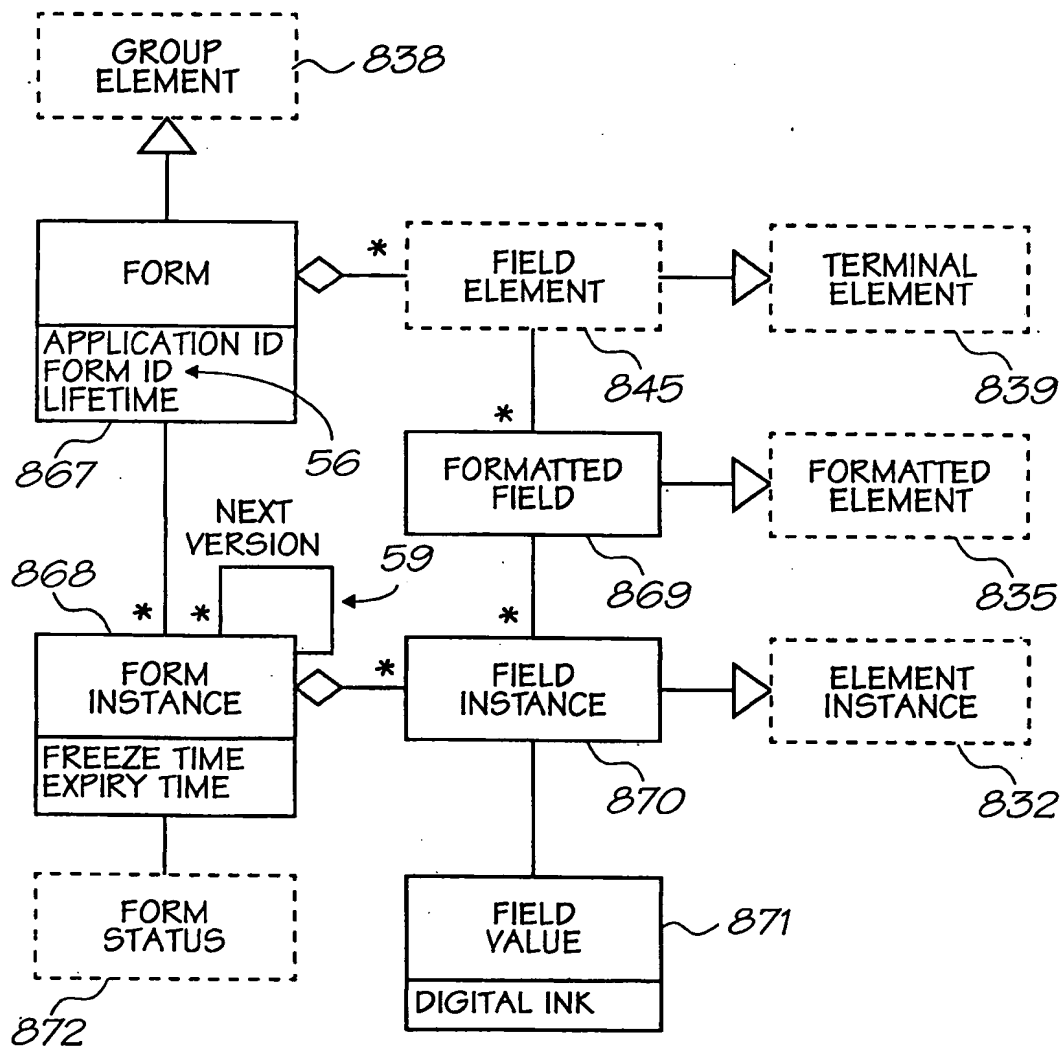 GROUP
ELEMENT
838
FORM
APPLICATION ID
FORM ID
LIFETIME
867
56
*
FIELD
ELEMENT
845
TERMINAL
ELEMENT
839
*
FORMATTED
FIELD
869
FORMATTED
ELEMENT
835
NEXT
VERSION
59
868
*
*
FORM
INSTANCE
FREEZE TIME
EXPIRY TIME
*
*
FIELD
INSTANCE
870
ELEMENT
INSTANCE
832
FORM
STATUS
872
FIELD
VALUE
DIGITAL INK
871